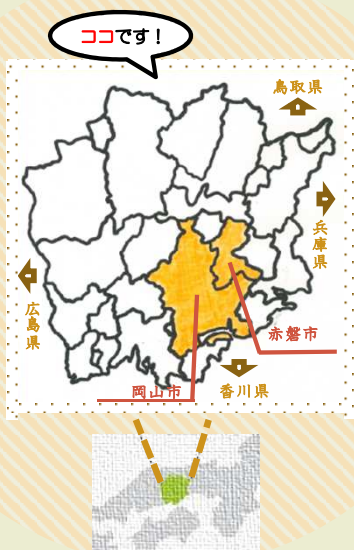 ココです！
鳥取県
兵庫県
広島県
赤磐市
岡山市
香川県